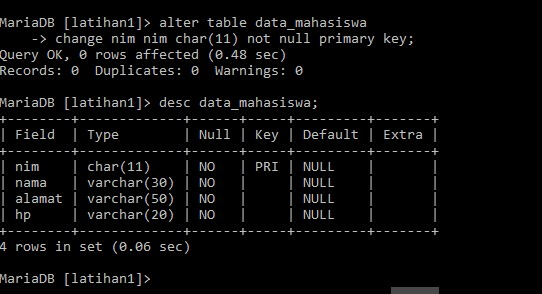 MariaDB [latihan1]> alter table data_mahasiswa
    -> change nim nim char(11) not null primary key;
Query OK, 0 rows affected (0.48 sec)
Records: 0  Duplicates: 0  Warnings: 0
MariaDB [latihan1]> desc data_mahasiswa;
+--------+-------------+------+-----+---------+-------+
| Field  | Type        | Null | Key | Default | Extra |
+--------+-------------+------+-----+---------+-------+
| nim    | char(11)    | NO   | PRI | NULL    |       |
| nama   | varchar(30) | NO   |     | NULL    |       |
| alamat | varchar(50) | NO   |     | NULL    |       |
| hp     | varchar(20) | NO   |     | NULL    |       |
+--------+-------------+------+-----+---------+-------+
4 rows in set (0.06 sec)
MariaDB [latihan1]>